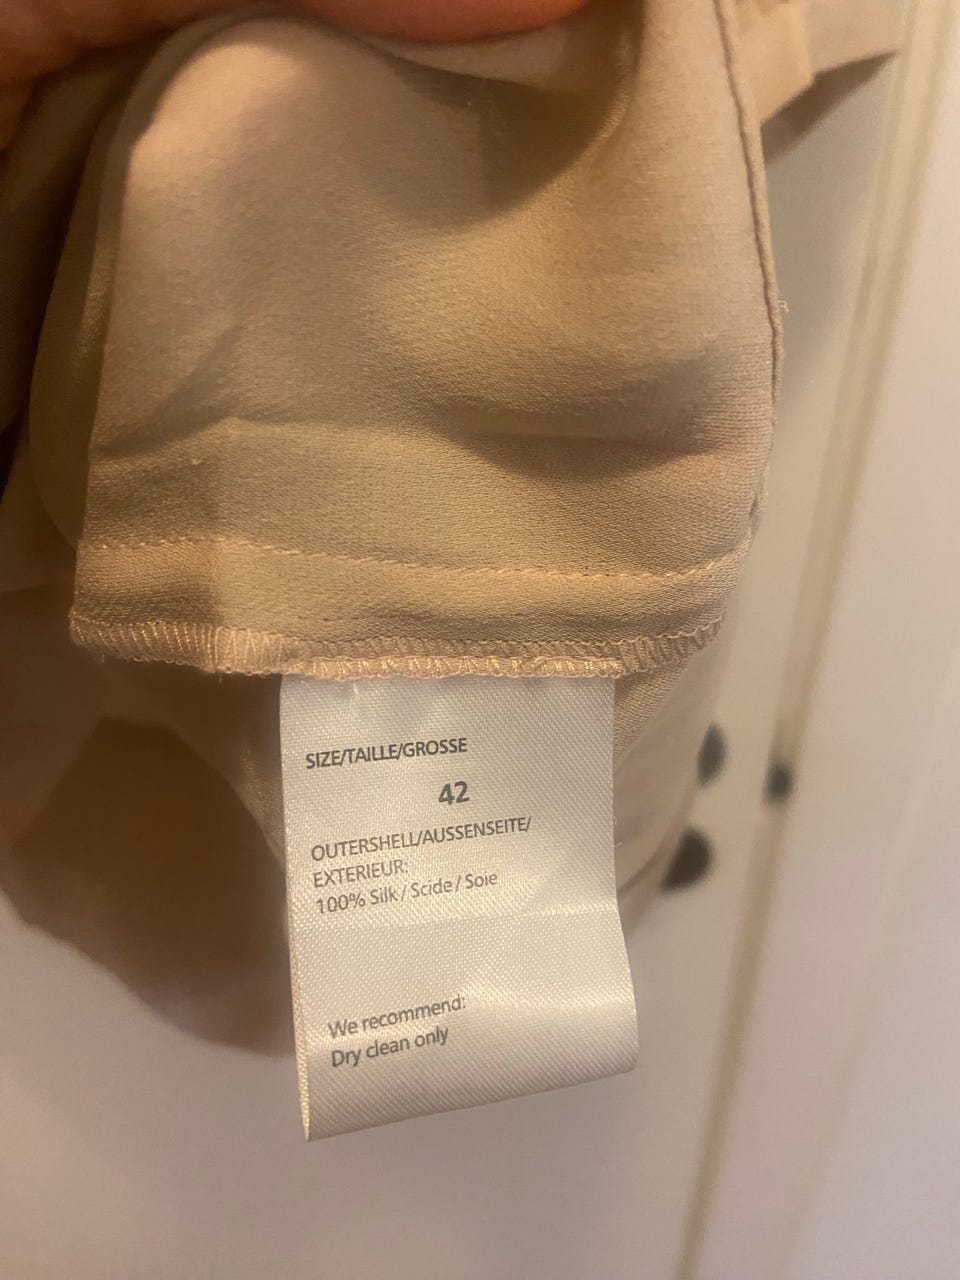 SIZE/TAILLE/GROSSE
42
OUTERSHELL/AUSSENSEITE/
EXTERIEUR:
100% Silk / Scide / Soie
We recommend:
Dry clean only